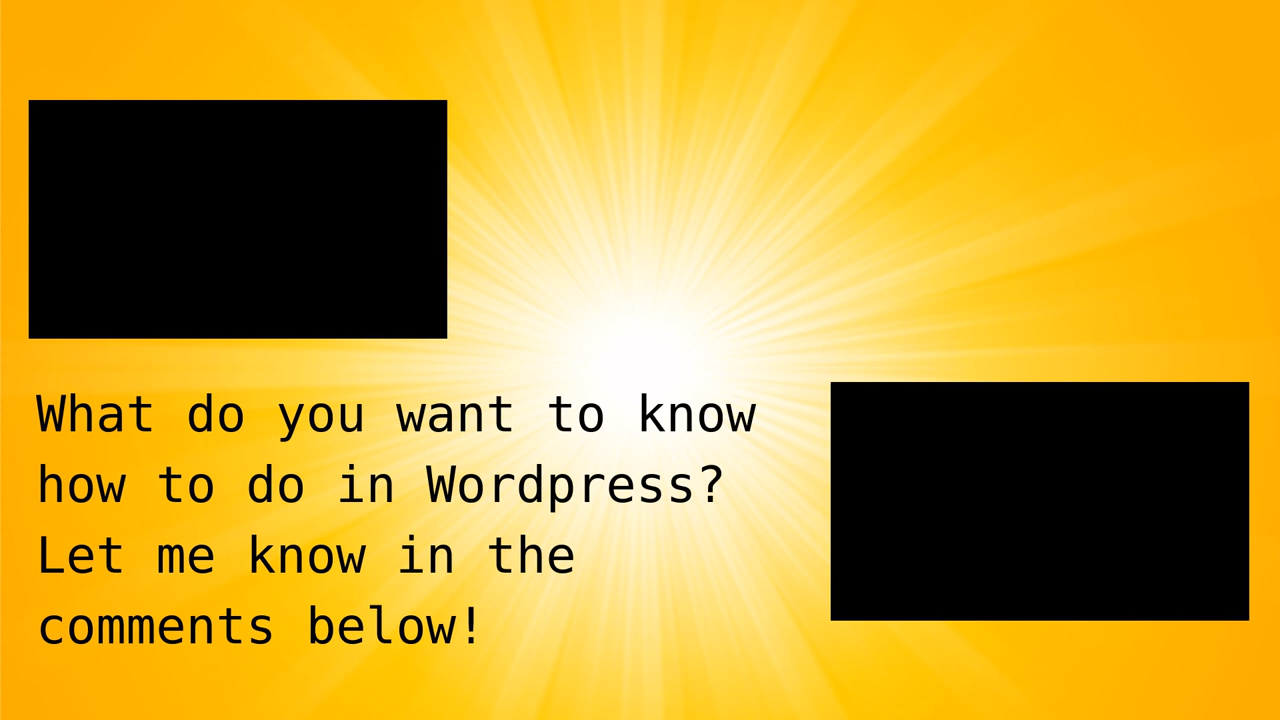 What do you want to know
how to do in Wordpress?
Let me know in the
comments below!